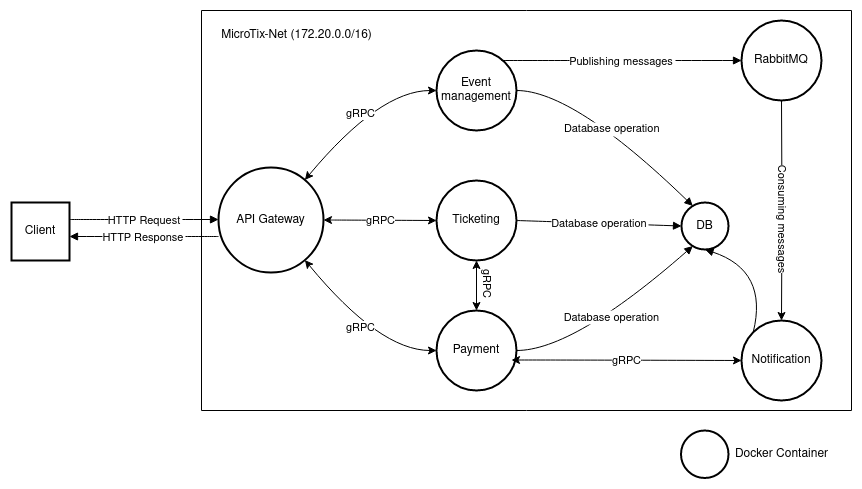 MicroTix-Net (172.20.0.0/16)
Event
management
Publishing messages
RabbitMQ
gRPC
Database operation
Client
HTTP Request
HTTP Response
API Gateway
gRPC
Ticketing
Database operation
DB
Consuming messages
gRPC
gRPC
Database operation
Payment
gRPC
Notification
Docker Container